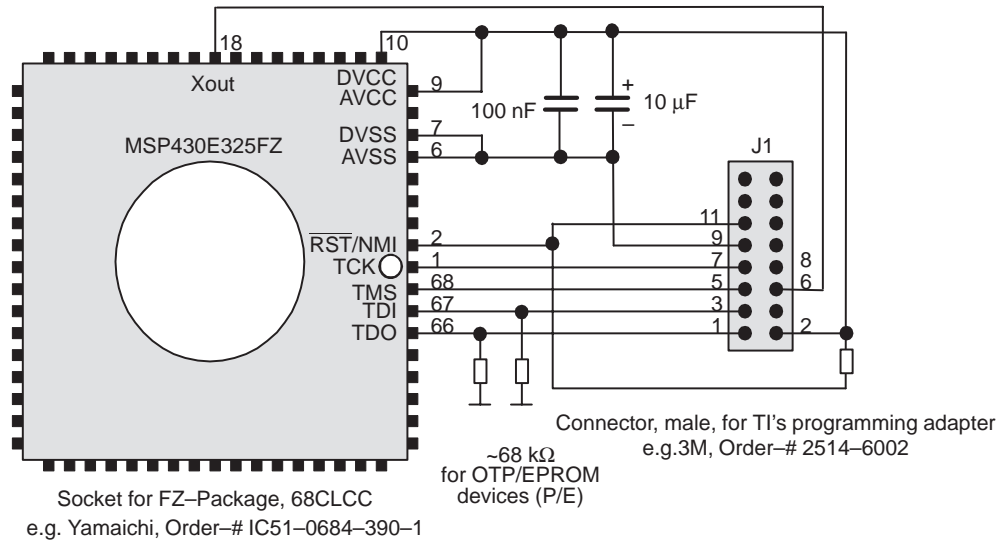 18
10
Xout
DVCC
AVCC
9
100 nF
+
10 μF
–
DVSS
7
AVSS
6
MSP430E325FZ
J1
RST/NMI
2
TCK
1
TMS
68
TDI
67
TDO
66
11
9
7
5
3
1
8
6
2
Connector, male, for TI's programming adapter
e.g.3M, Order–# 2514–6002
~68 kΩ
for OTP/EPROM
devices (P/E)
Socket for FZ–Package, 68CLCC
e.g. Yamaichi, Order–# IC51–0684–390–1